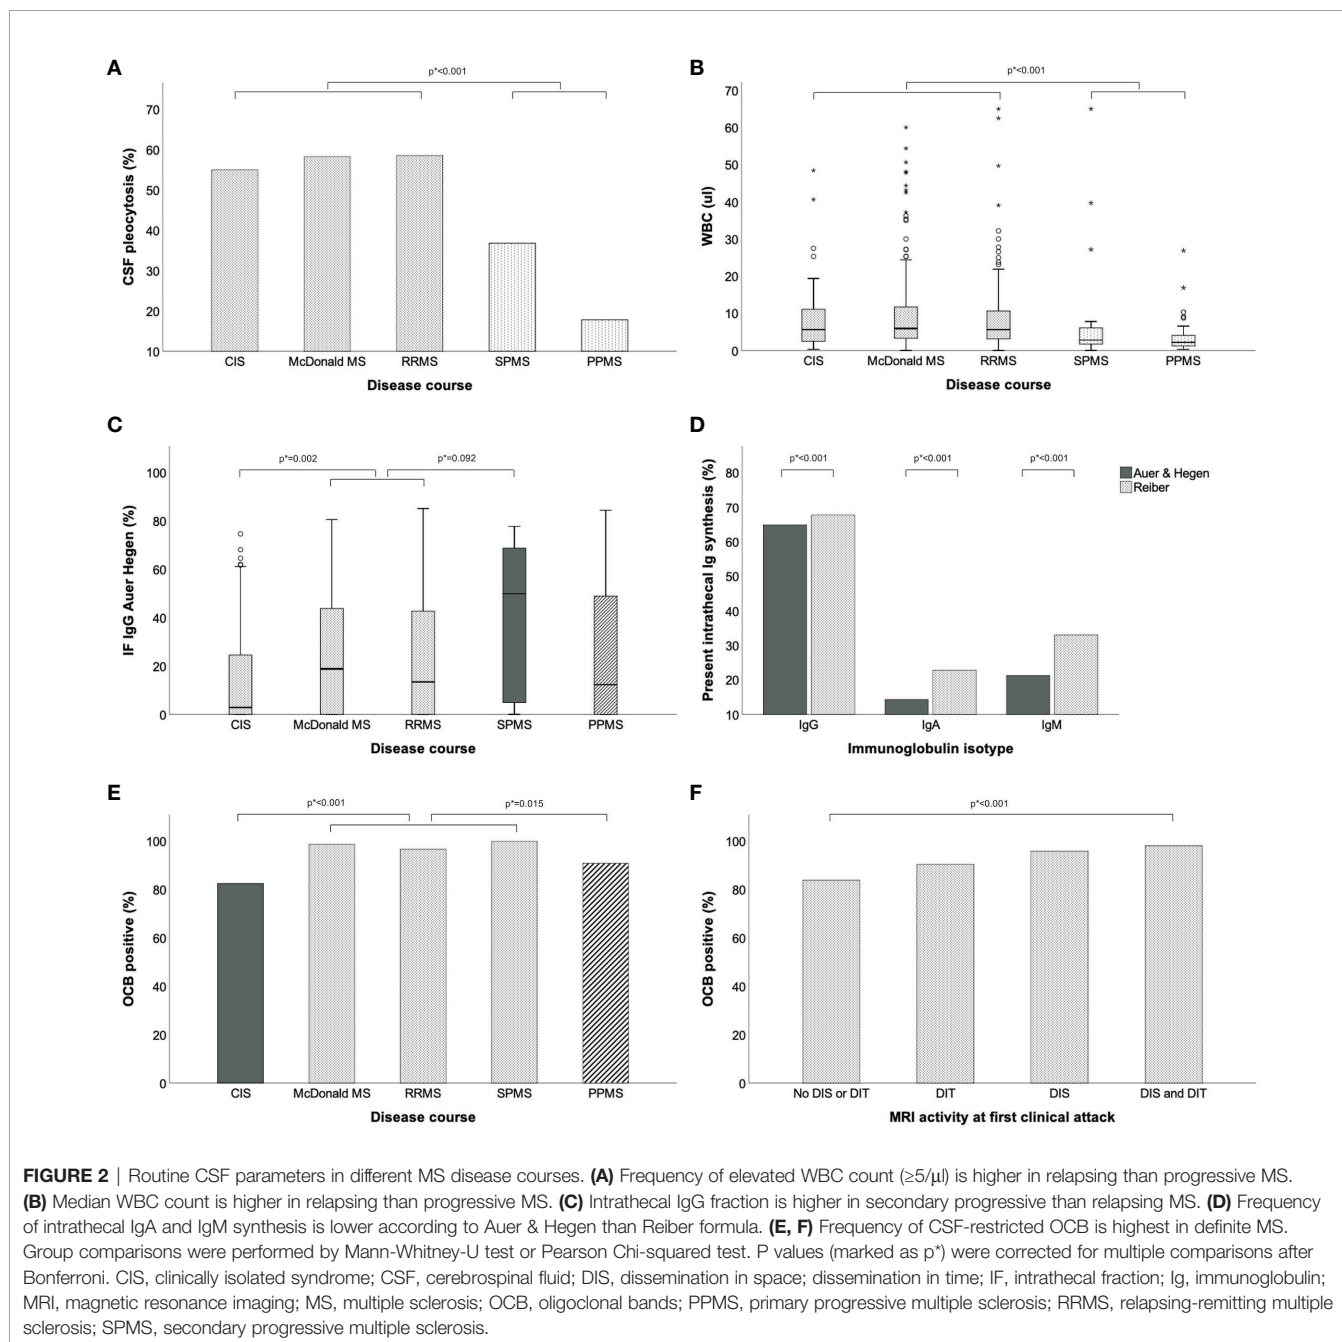 A
p*<0.001
CSF pleocytosis (%)
70
60
50
40
30
20
10
CIS McDonald MS RRMS SPMS PPMS
Disease course
B
p*<0.001
WBC (ul)
70
60
50
40
30
20
10
0
CIS McDonald MS RRMS SPMS PPMS
Disease course
C
p*=0.002 p*=0.092
IF IgG Auer Hegen (%)
100
80
60
40
20
0
CIS McDonald MS RRMS SPMS PPMS
Disease course
D
p*<0.001 p*<0.001 p*<0.001
Auer & Hegen
Reiber
Present intrathecal Ig synthesis (%)
80
70
60
50
40
30
20
10
IgG IgA IgM
Immunoglobulin isotype
E
p*<0.001 p*=0.015
OCB positive (%)
100
80
60
40
20
0
CIS McDonald MS RRMS SPMS PPMS
Disease course
F
p*<0.001
OCB positive (%)
100
80
60
40
20
0
No DIS or DIT DIT DIS DIS and DIT
MRI activity at first clinical attack
FIGURE 2 | Routine CSF parameters in different MS disease courses. (A) Frequency of elevated WBC count (≥5/µl) is higher in relapsing than progressive MS.
(B) Median WBC count is higher in relapsing than progressive MS. (C) Intrathecal IgG fraction is higher in secondary progressive than relapsing MS. (D) Frequency
of intrathecal IgA and IgM synthesis is lower according to Auer & Hegen than Reiber formula. (E, F) Frequency of CSF-restricted OCB is highest in definite MS.
Group comparisons were performed by Mann-Whitney-U test or Pearson Chi-squared test. P values (marked as p*) were corrected for multiple comparisons after
Bonferroni. CIS, clinically isolated syndrome; CSF, cerebrospinal fluid; DIS, dissemination in space; dissemination in time; IF, intrathecal fraction; Ig, immunoglobulin;
MRI, magnetic resonance imaging; MS, multiple sclerosis; OCB, oligoclonal bands; PPMS, primary progressive multiple sclerosis; RRMS, relapsing-remitting multiple
sclerosis; SPMS, secondary progressive multiple sclerosis.